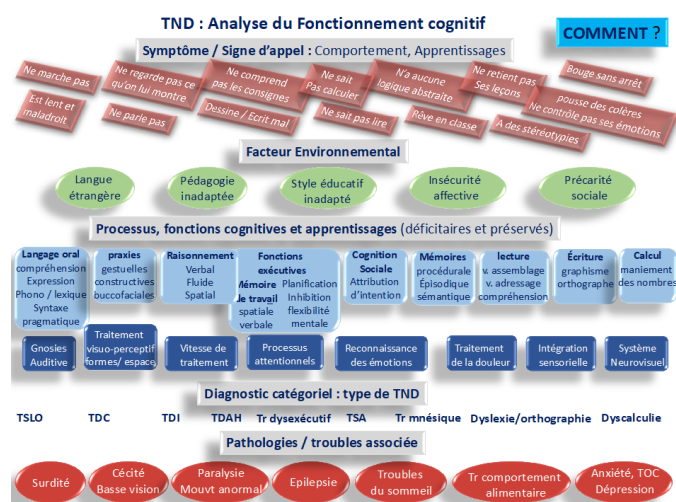 TND : Analyse du Fonctionnement cognitif
COMMENT ?
Symptôme / Signe d'appel : Comportement, Apprentissages
Ne marche pas
Ne regarde pas ce
qu'on lui montre
Ne comprend
pas les consignes
Ne sait
Pas calculer
N'a aucune
logique abstraite
Ne retient pas
Ses leçons
Bouge sans arrêt
Est lent et
maladroit
Ne parle pas
Dessine / Ecrit mal
Ne sait pas lire
Rêve en classe
A des stéréotypies
pousse des colères
Ne contrôle pas ses émotions
Facteur Environnemental
Langue
étrangère
Pédagogie
inadaptée
Style éducatif
inadapté
Insécurité
affective
Précarité
sociale
Processus, fonctions cognitives et apprentissages (déficitaires et préservés)
Langage oral
compréhension
Expression
Phono / lexique
Syntaxe
pragmatique
praxies
gestuelles
constructives
buccofaciales
Raisonnement
Verbal
Fluide
Spatial
Fonctions
exécutives
Mémoire
de travail
spatiale
verbale
Planification
Inhibition
flexibilité
mentale
Cognition
Sociale
Attribution
d'intention
Mémoires
procédurale
Épisodique
sémantique
lecture
v. assemblage
v. adressage
compréhension
Écriture
graphisme
orthographe
Calcul
maniement
des nombres
Gnosies
Auditive
Traitement
visuo-perceptif
formes/ espace
Vitesse de
traitement
Processus
attentionnels
Reconnaissance
des émotions
Traitement
de la douleur
Intégration
sensorielle
Système
Neurovisuel
Diagnostic catégoriel : type de TND
TSLO TDC TDI TDAH Tr dysexécutif TSA Tr mnésique Dyslexie/orthographie Dyscalculie
Pathologies / troubles associée
Surdité
Cécité
Basse vision
Paralysie
Mouvt anormal
Epilepsie
Troubles
du sommeil
Tr comportement
alimentaire
Anxiété, TOC
Dépression